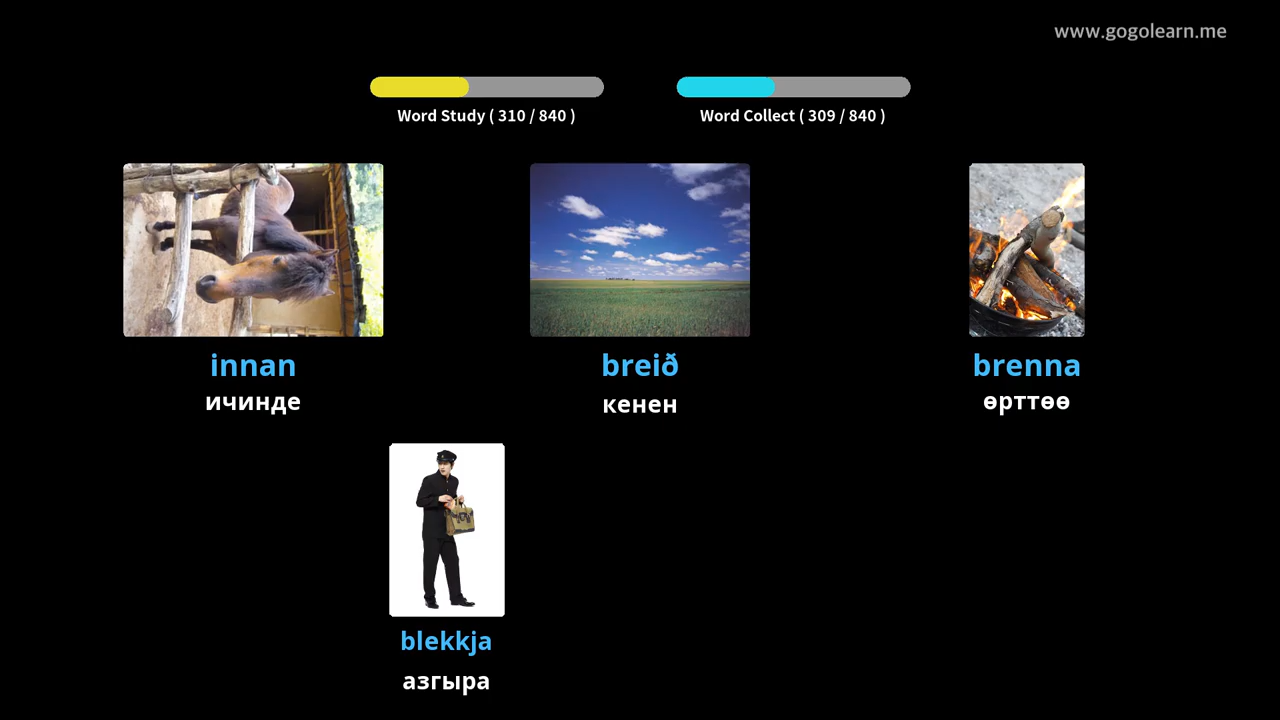 www.gogolearn.me
Word Study ( 310 / 840 )
Word Collect ( 309 / 840 )
innan
ичинде
breið
кенен
brenna
өрттөө
blekkja
азгыра